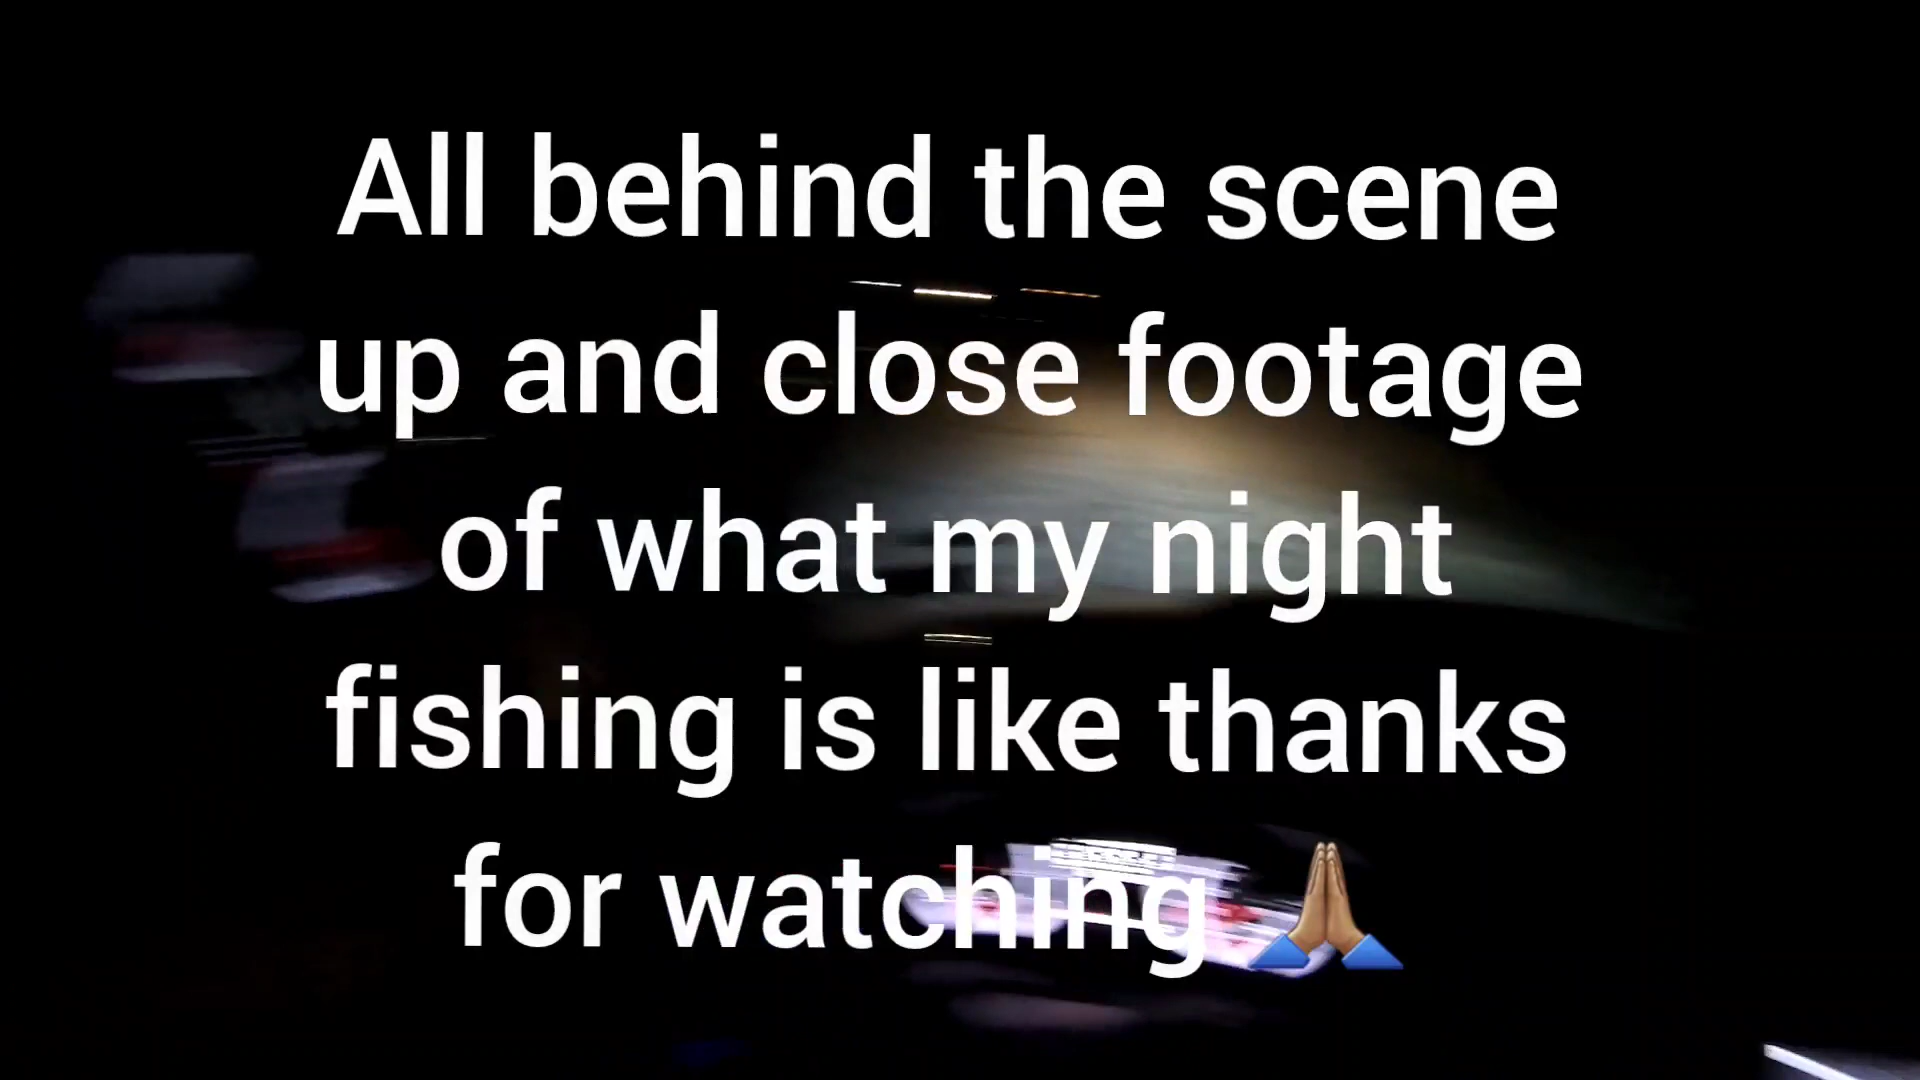 All behind the scene
up and close footage
of what my night
fishing is like thanks
for watching 🙏🏽